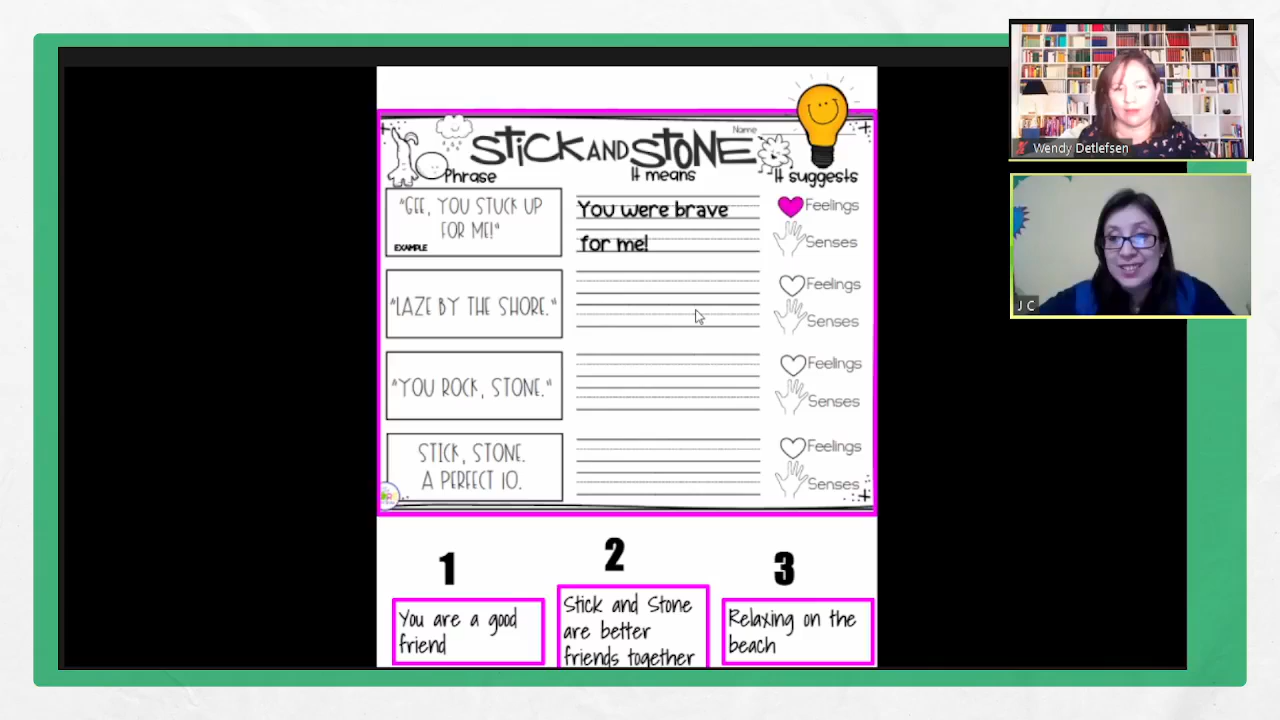 Name
STICK AND STONE
Phrase
It means
It suggests
"GEE, YOU STUCK UP
FOR ME!"
EXAMPLE
You were brave
for me!
Feelings
Senses
"LAZE BY THE SHORE."
Feelings
Senses
"YOU ROCK, STONE."
Feelings
Senses
STICK, STONE.
A PERFECT 10.
Feelings
Senses
1
2
3
You are a good
friend
Stick and Stone
are better
friends together
Relaxing on the
beach
Wendy Detlefsen
J C